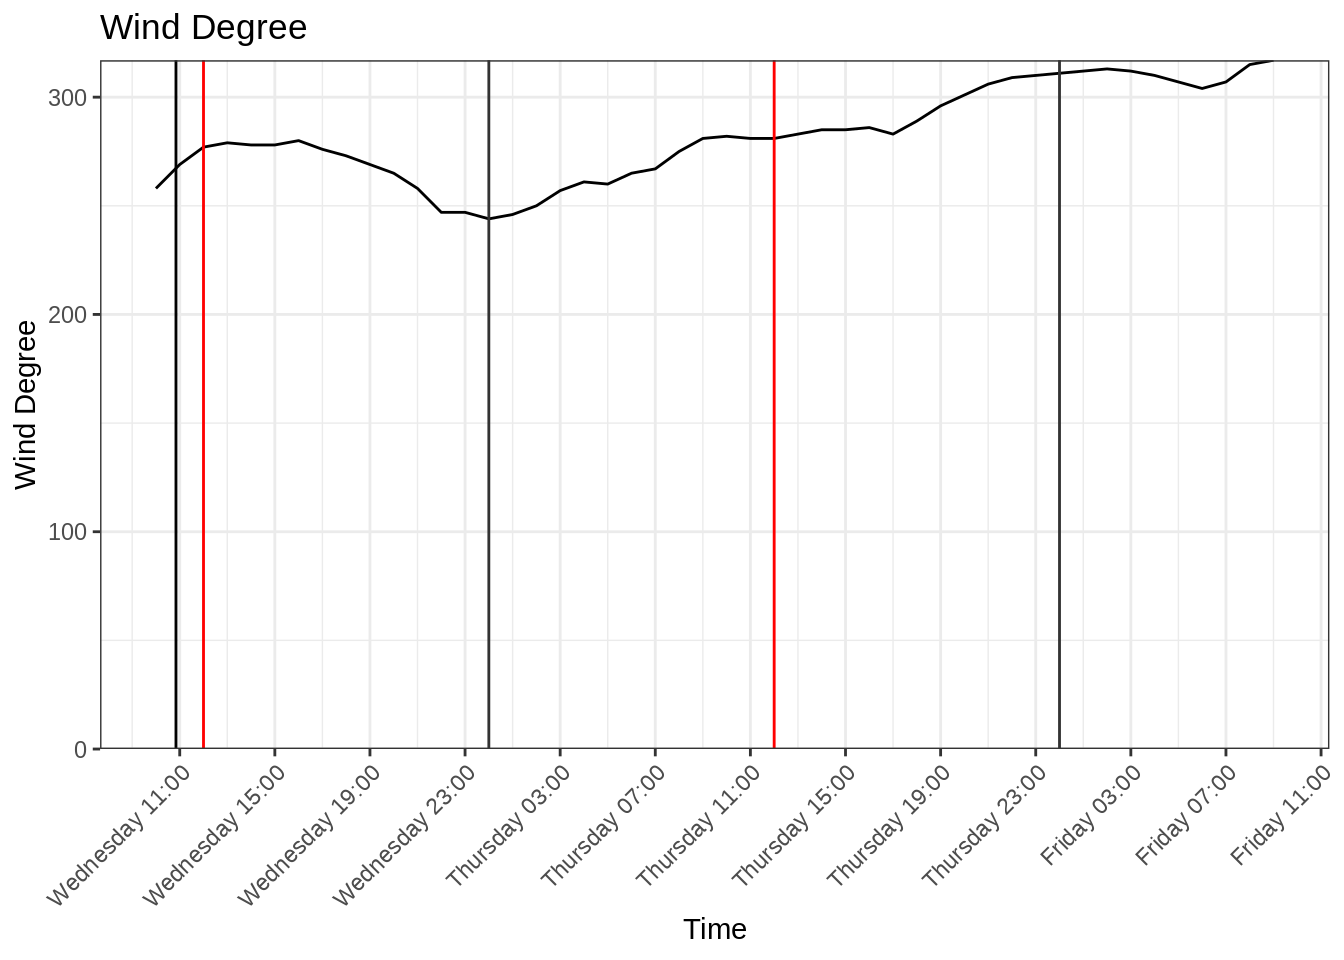 Wind Degree
Wind Degree
300
200
100
0
Wednesday 11:00
Wednesday 15:00
Wednesday 19:00
Wednesday 23:00
Thursday 03:00
Thursday 07:00
Thursday 11:00
Thursday 15:00
Thursday 19:00
Thursday 23:00
Friday 03:00
Friday 07:00
Friday 11:00
Time